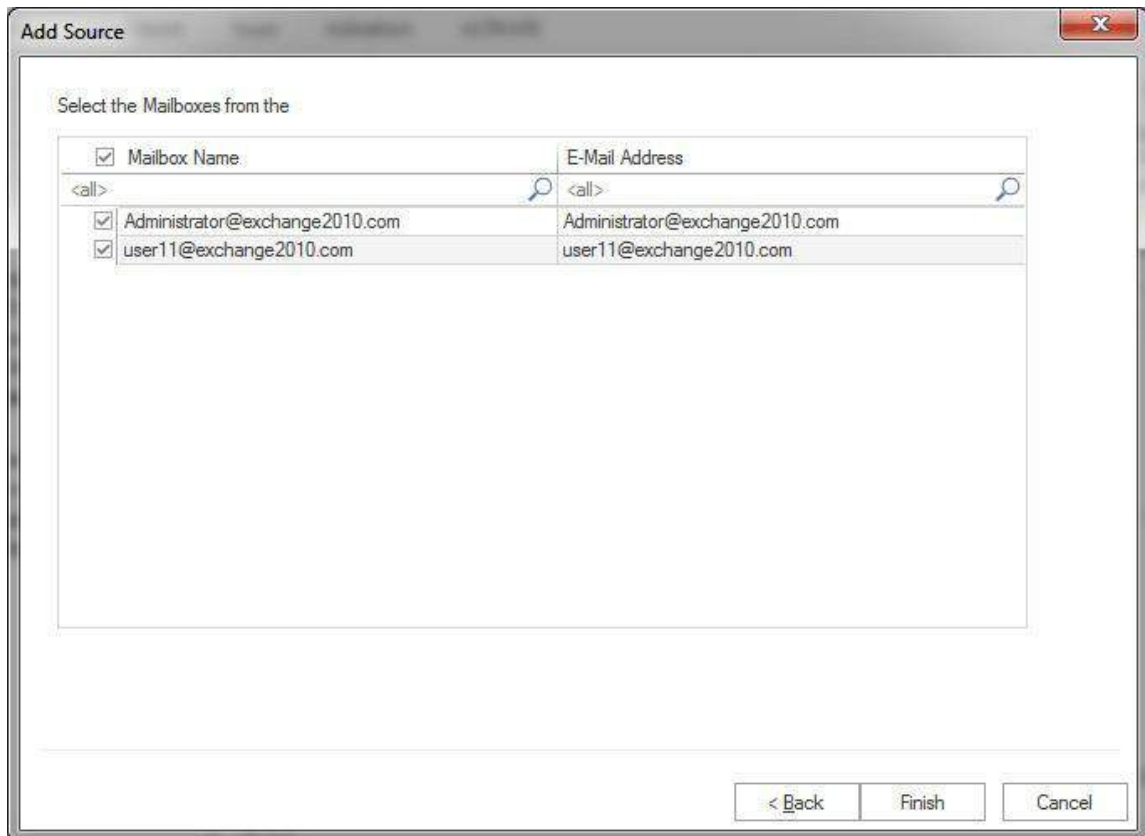 Add Source
X
Select the Mailboxes from the
Mailbox Name E-Mail Address
<all> <all>
Administrator@exchange2010.com Administrator@exchange2010.com
user11@exchange2010.com user11@exchange2010.com
< Back Finish Cancel